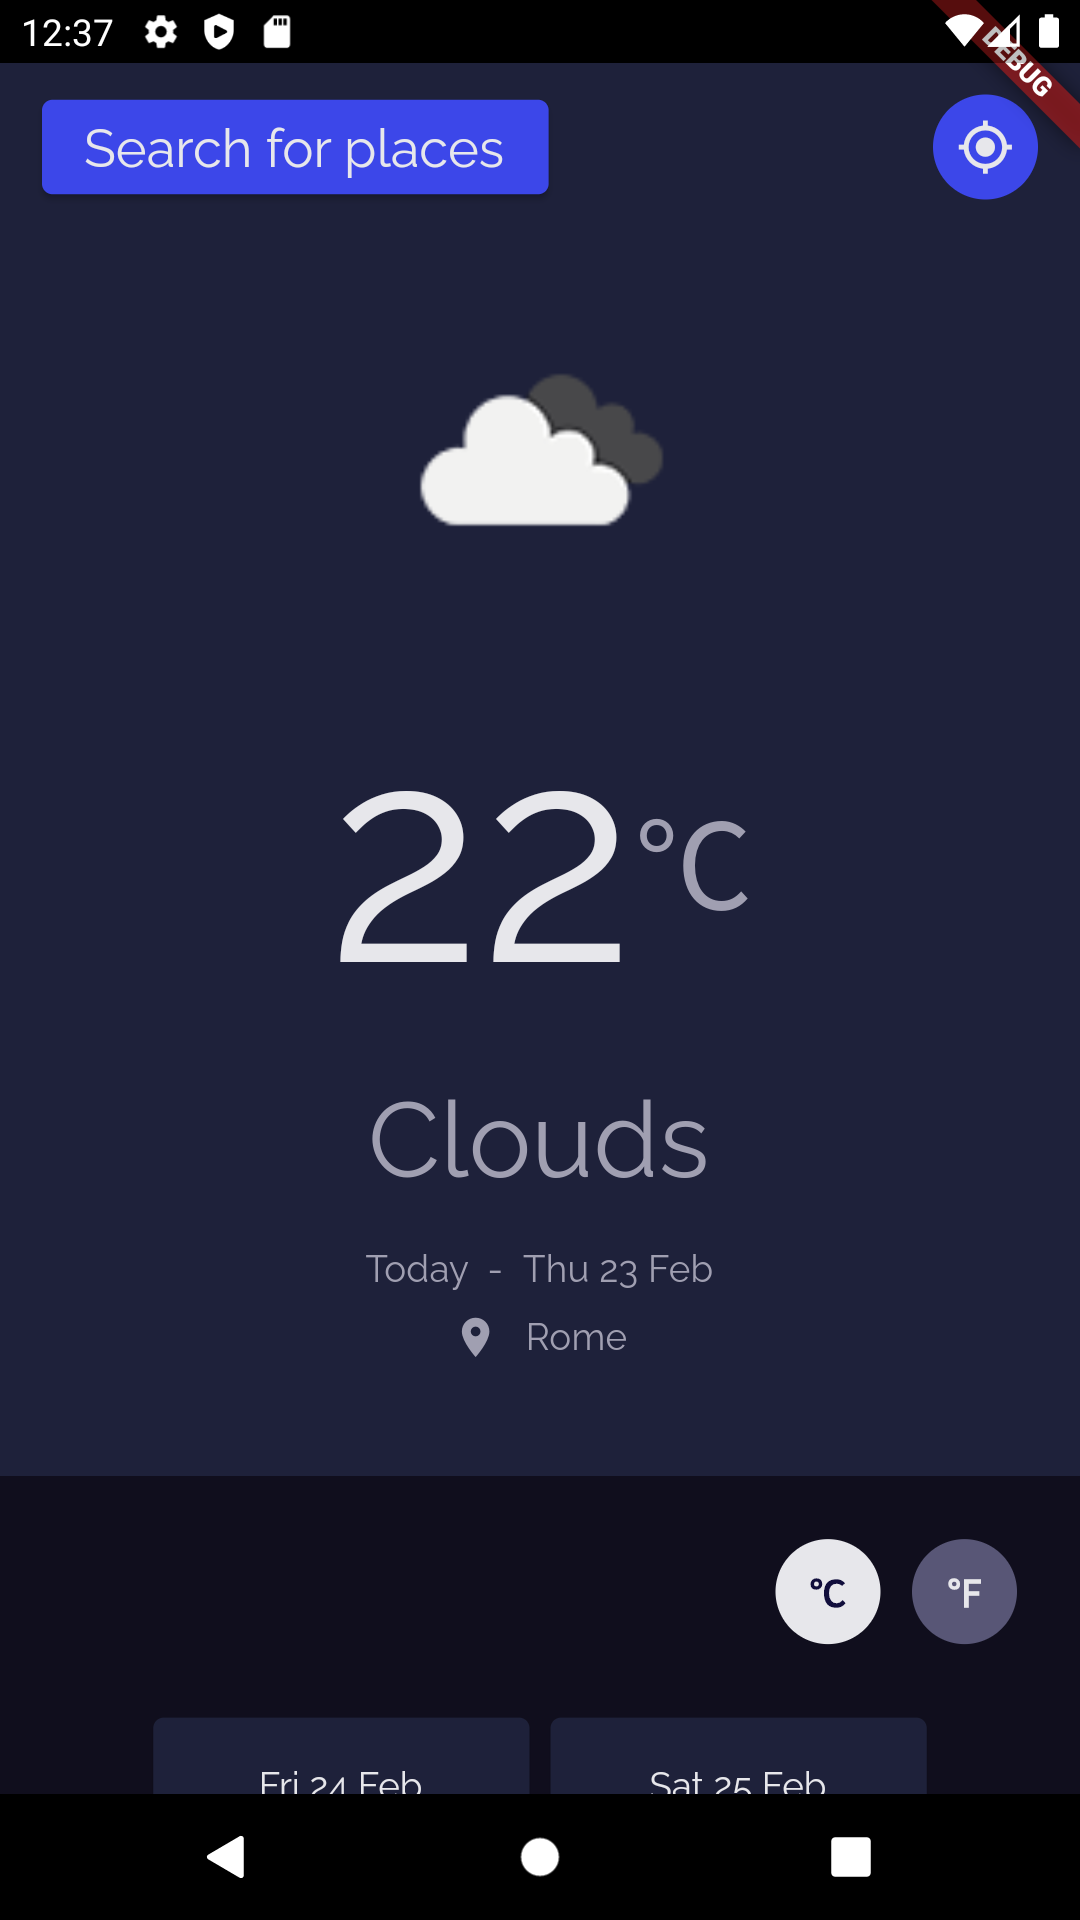 12:37
DEBUG
Search for places
22°C
Clouds
Today - Thu 23 Feb
Rome
°C °F
Fri 24 Feb Sat 25 Feb